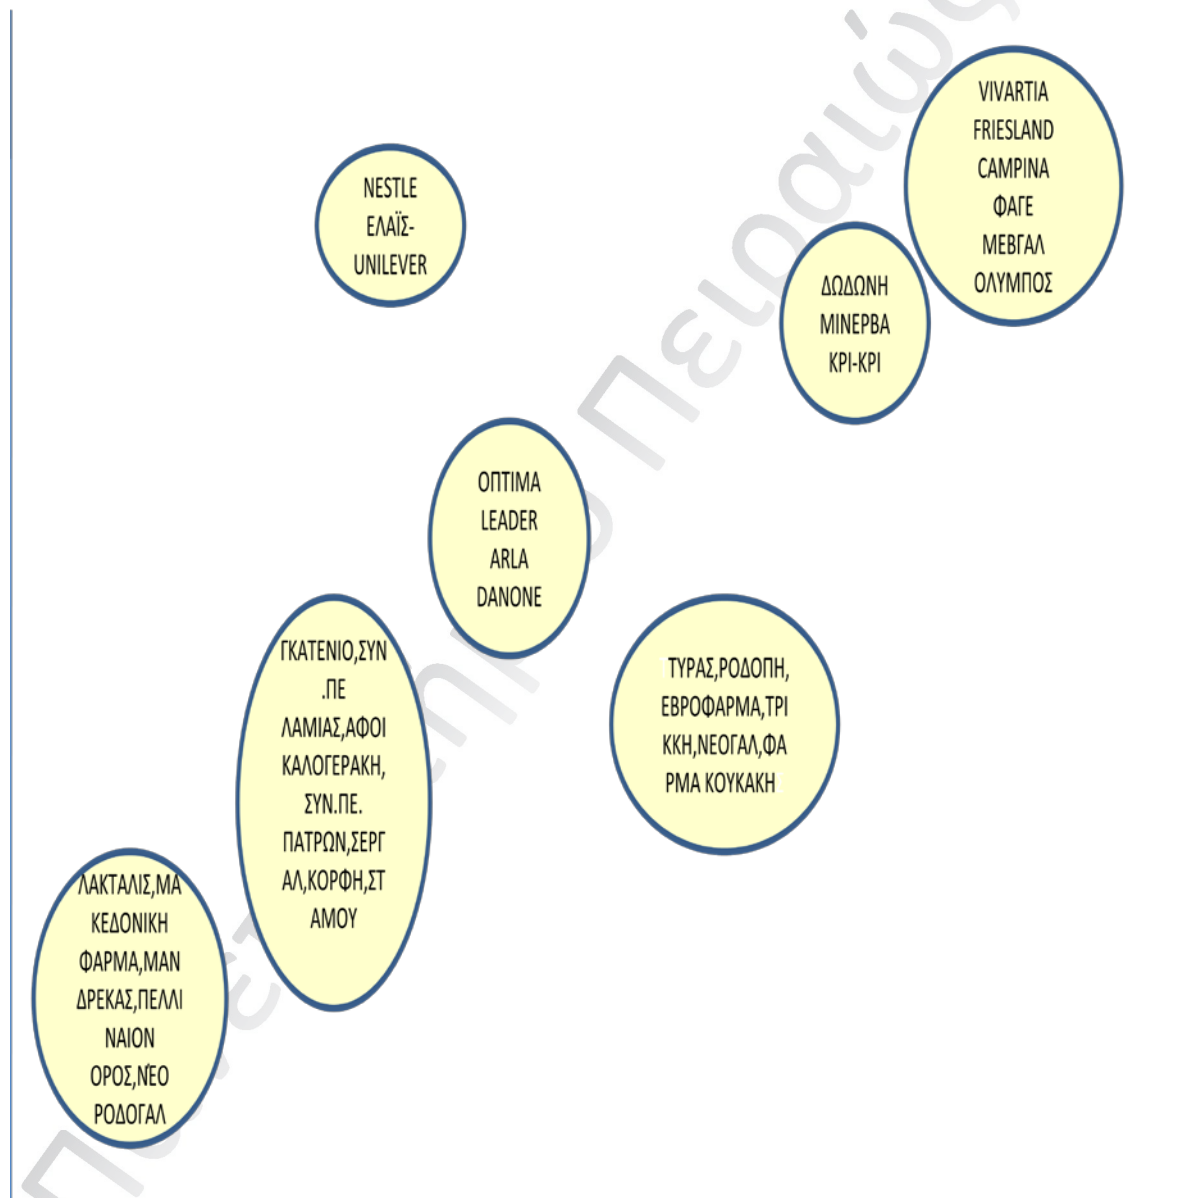 VIVARTIA
FRIESLAND
CAMPINA
ΦΑΓΕ
ΜΕΒΓΑΛ
ΟΛΥΜΠΟΣ
NESTLE
ΕΛΑΪΣ-
UNILEVER
ΔΩΔΩΝΗ
ΜΙΝΕΡΒΑ
ΚΡΙ-ΚΡΙ
ΟΠΤΙΜΑ
LEADER
ARLA
DANONE
ΓΚΑΤΕΝΙΟ,ΣΥΝ
.ΠΕ
ΛΑΜΙΑΣ,ΑΦΟΙ
ΚΑΛΟΓΕΡΑΚΗ,
ΣΥΝ.ΠΕ.
ΠΑΤΡΩΝ,ΣΕΡΓ
ΑΛ,ΚΟΡΦΗ,ΣΤ
ΑΜΟΥ
ΤΥΡΑΣ,ΡΟΔΟΠΗ,
ΕΒΡΟΦΑΡΜΑ,ΤΡΙ
ΚΚΗ,ΝΕΟΓΑΛ,ΦΑ
ΡΜΑ ΚΟΥΚΑΚΗ
ΛΑΚΤΑΛΙΣ,ΜΑ
ΚΕΔΟΝΙΚΗ
ΦΑΡΜΑ,ΜΑΝ
ΔΡΕΚΑΣ,ΠΕΛΛΙ
ΝΑΙΟΝ
ΟΡΟΣ,ΝΈΟ
ΡΟΔΟΓΑΛ
Πειραιώς